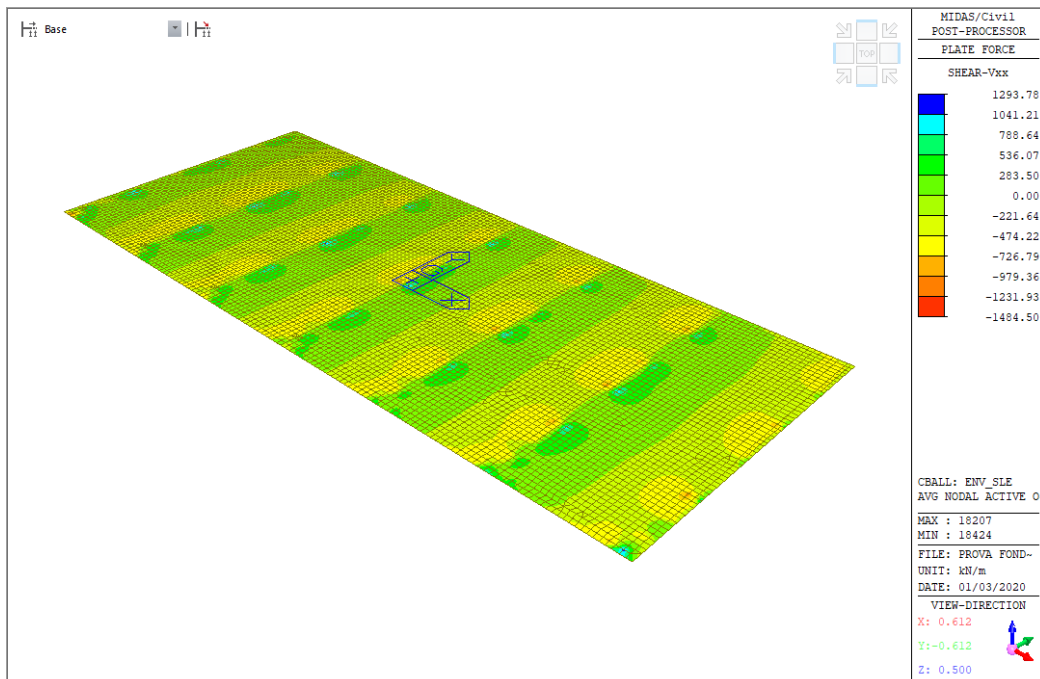 Base
TOP
MIDAS/Civil
POST-PROCESSOR
PLATE FORCE
SHEAR-Vxx
1293.78
1041.21
788.64
536.07
283.50
0.00
-221.64
-474.22
-726.79
-979.36
-1231.93
-1484.50
CBALL: ENV_SLE
AVG NODAL ACTIVE O
MAX : 18207
MIN : 18424
FILE: PROVA FOND~
UNIT: kN/m
DATE: 01/03/2020
VIEW-DIRECTION
X: 0.612
Y:-0.612
Z: 0.500